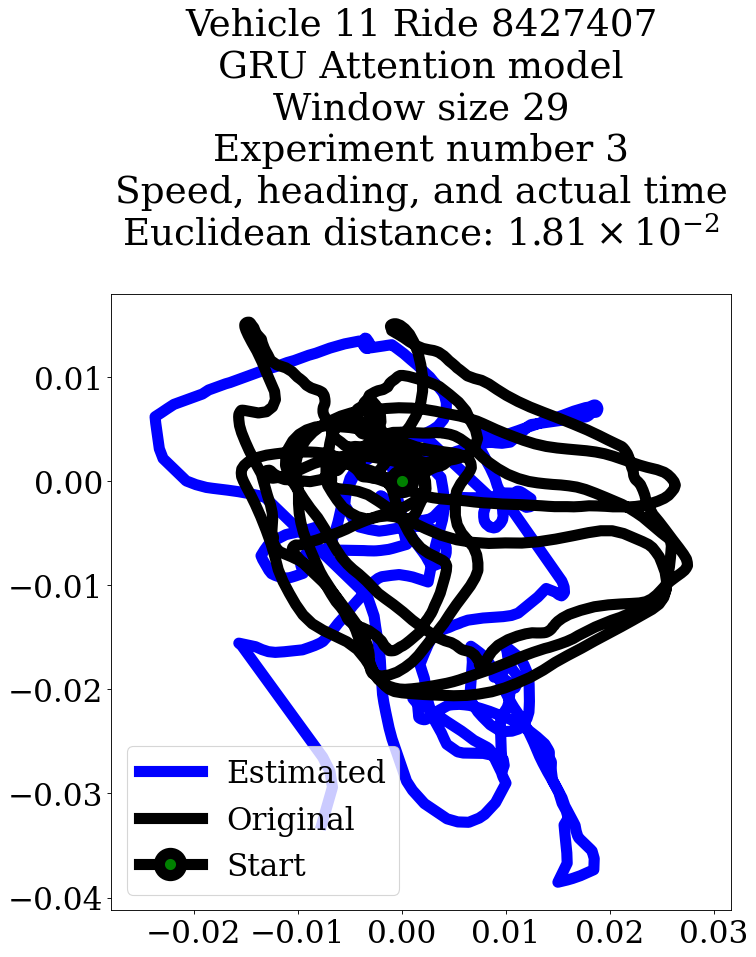 Vehicle 11 Ride 8427407
GRU Attention model
Window size 29
Experiment number 3
Speed, heading, and actual time
Euclidean distance: 1.81 × 10⁻²
0.01
0.00
−0.01
−0.02
−0.03
−0.04
Estimated
Original
Start
−0.02 −0.01 0.00 0.01 0.02 0.03